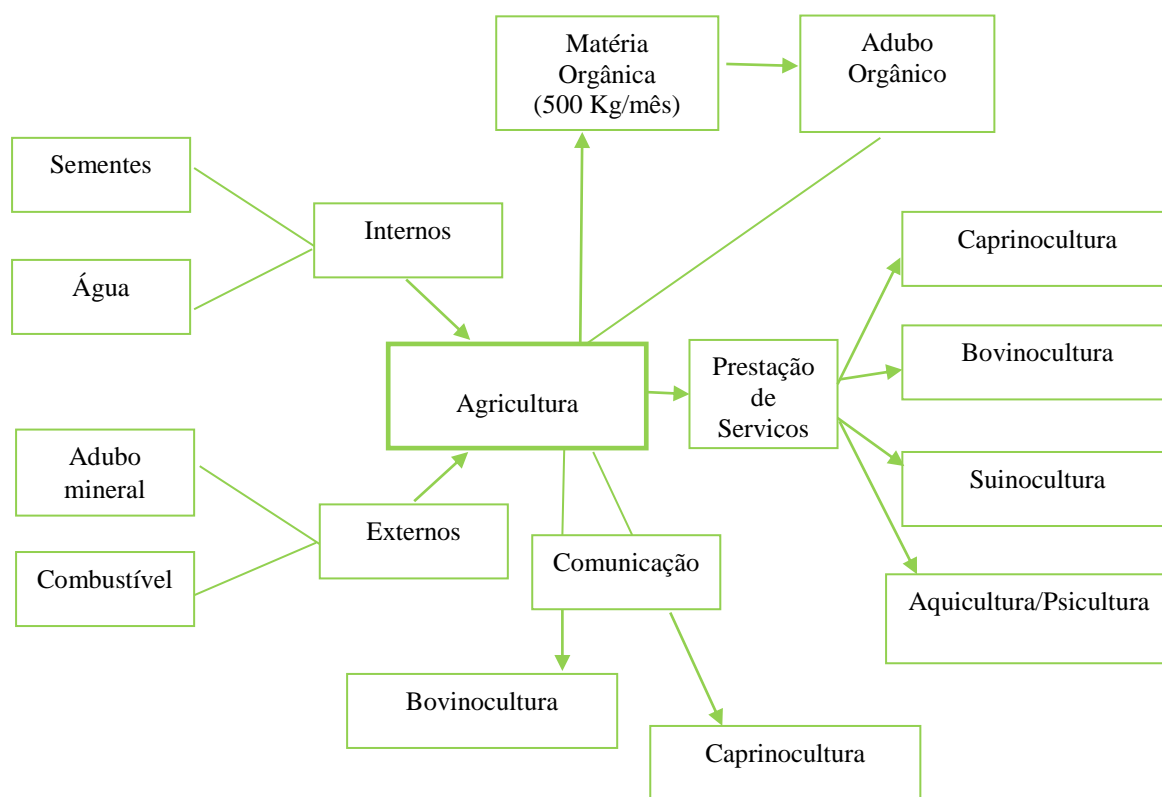 Matéria
Orgânica
(500 Kg/mês)
Adubo
Orgânico
Sementes
Internos
Água
Caprinocultura
Bovinocultura
Agricultura
Prestação
de
Servicos
Adubo
mineral
Externos
Combustível
Comunicação
Suinocultura
Aquicultura/Psicultura
Bovinocultura
Caprinocultura